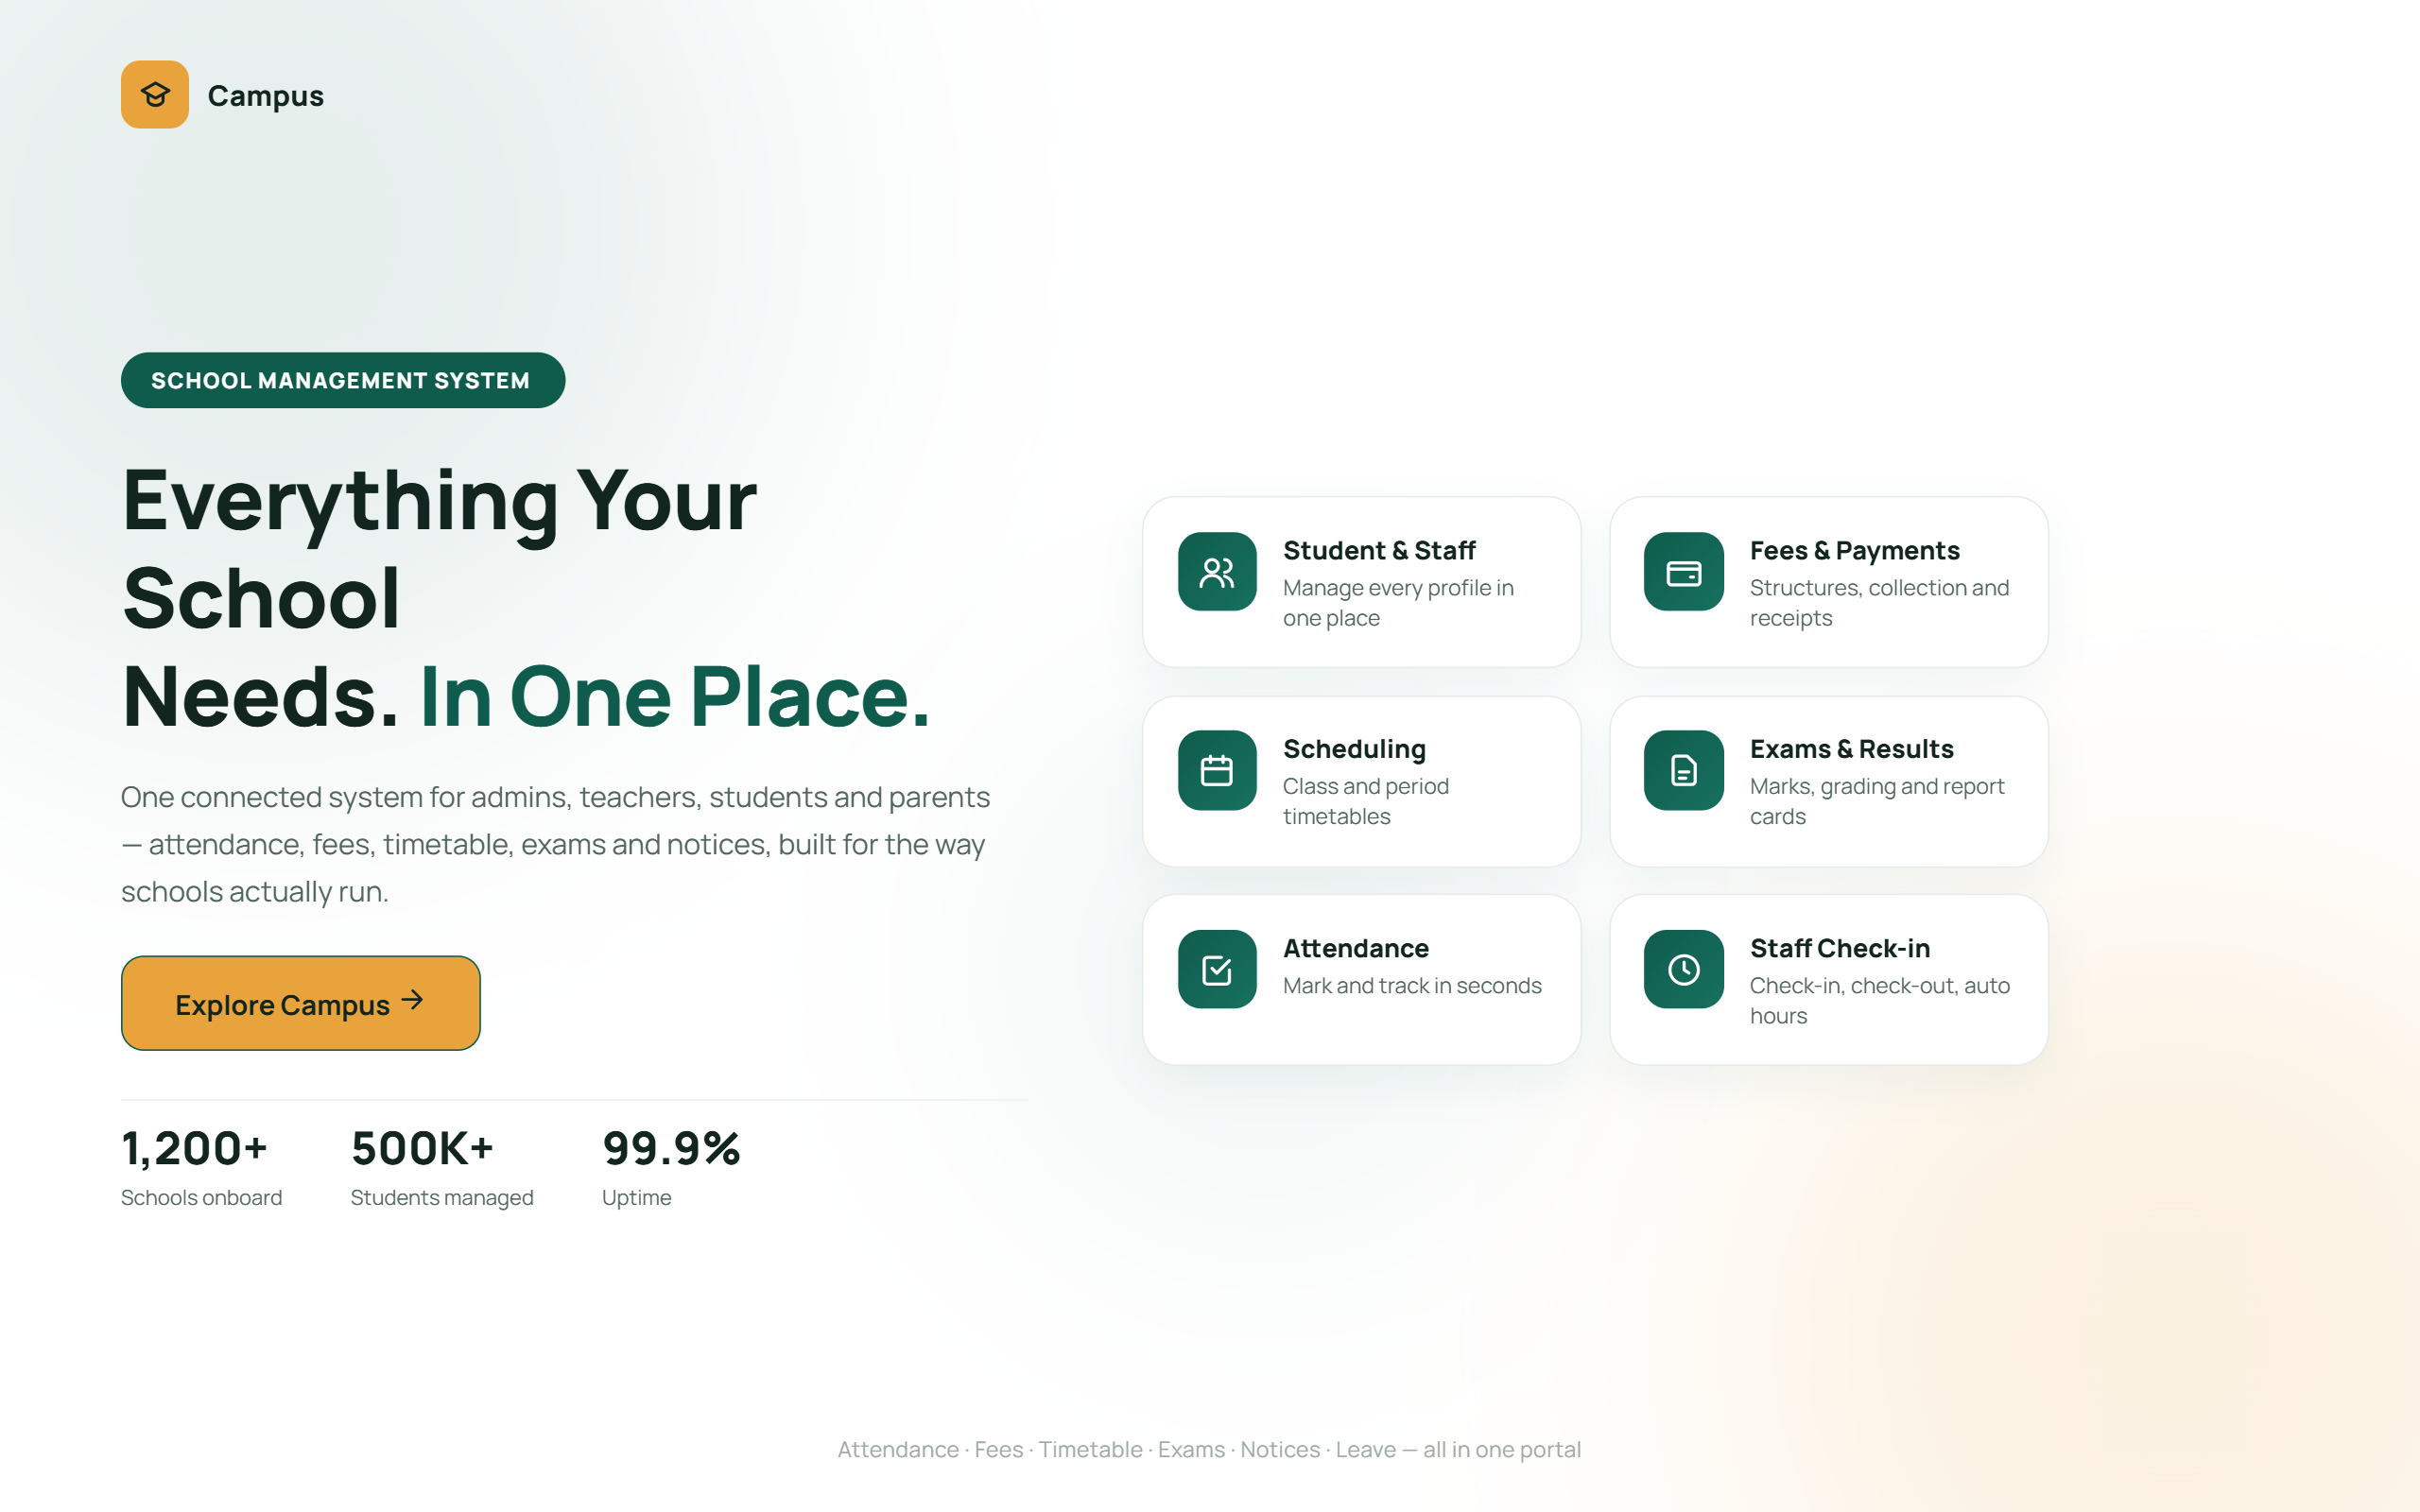 Campus
SCHOOL MANAGEMENT SYSTEM
Everything Your
School
Needs. In One Place.
One connected system for admins, teachers, students and parents
— attendance, fees, timetable, exams and notices, built for the way
schools actually run.
Explore Campus →
1,200+
Schools onboard
500K+
Students managed
99.9%
Uptime
Student & Staff
Manage every profile in
one place
Fees & Payments
Structures, collection and
receipts
Scheduling
Class and period
timetables
Exams & Results
Marks, grading and report
cards
Attendance
Mark and track in seconds
Staff Check-in
Check-in, check-out, auto
hours
Attendance · Fees · Timetable · Exams · Notices · Leave — all in one portal